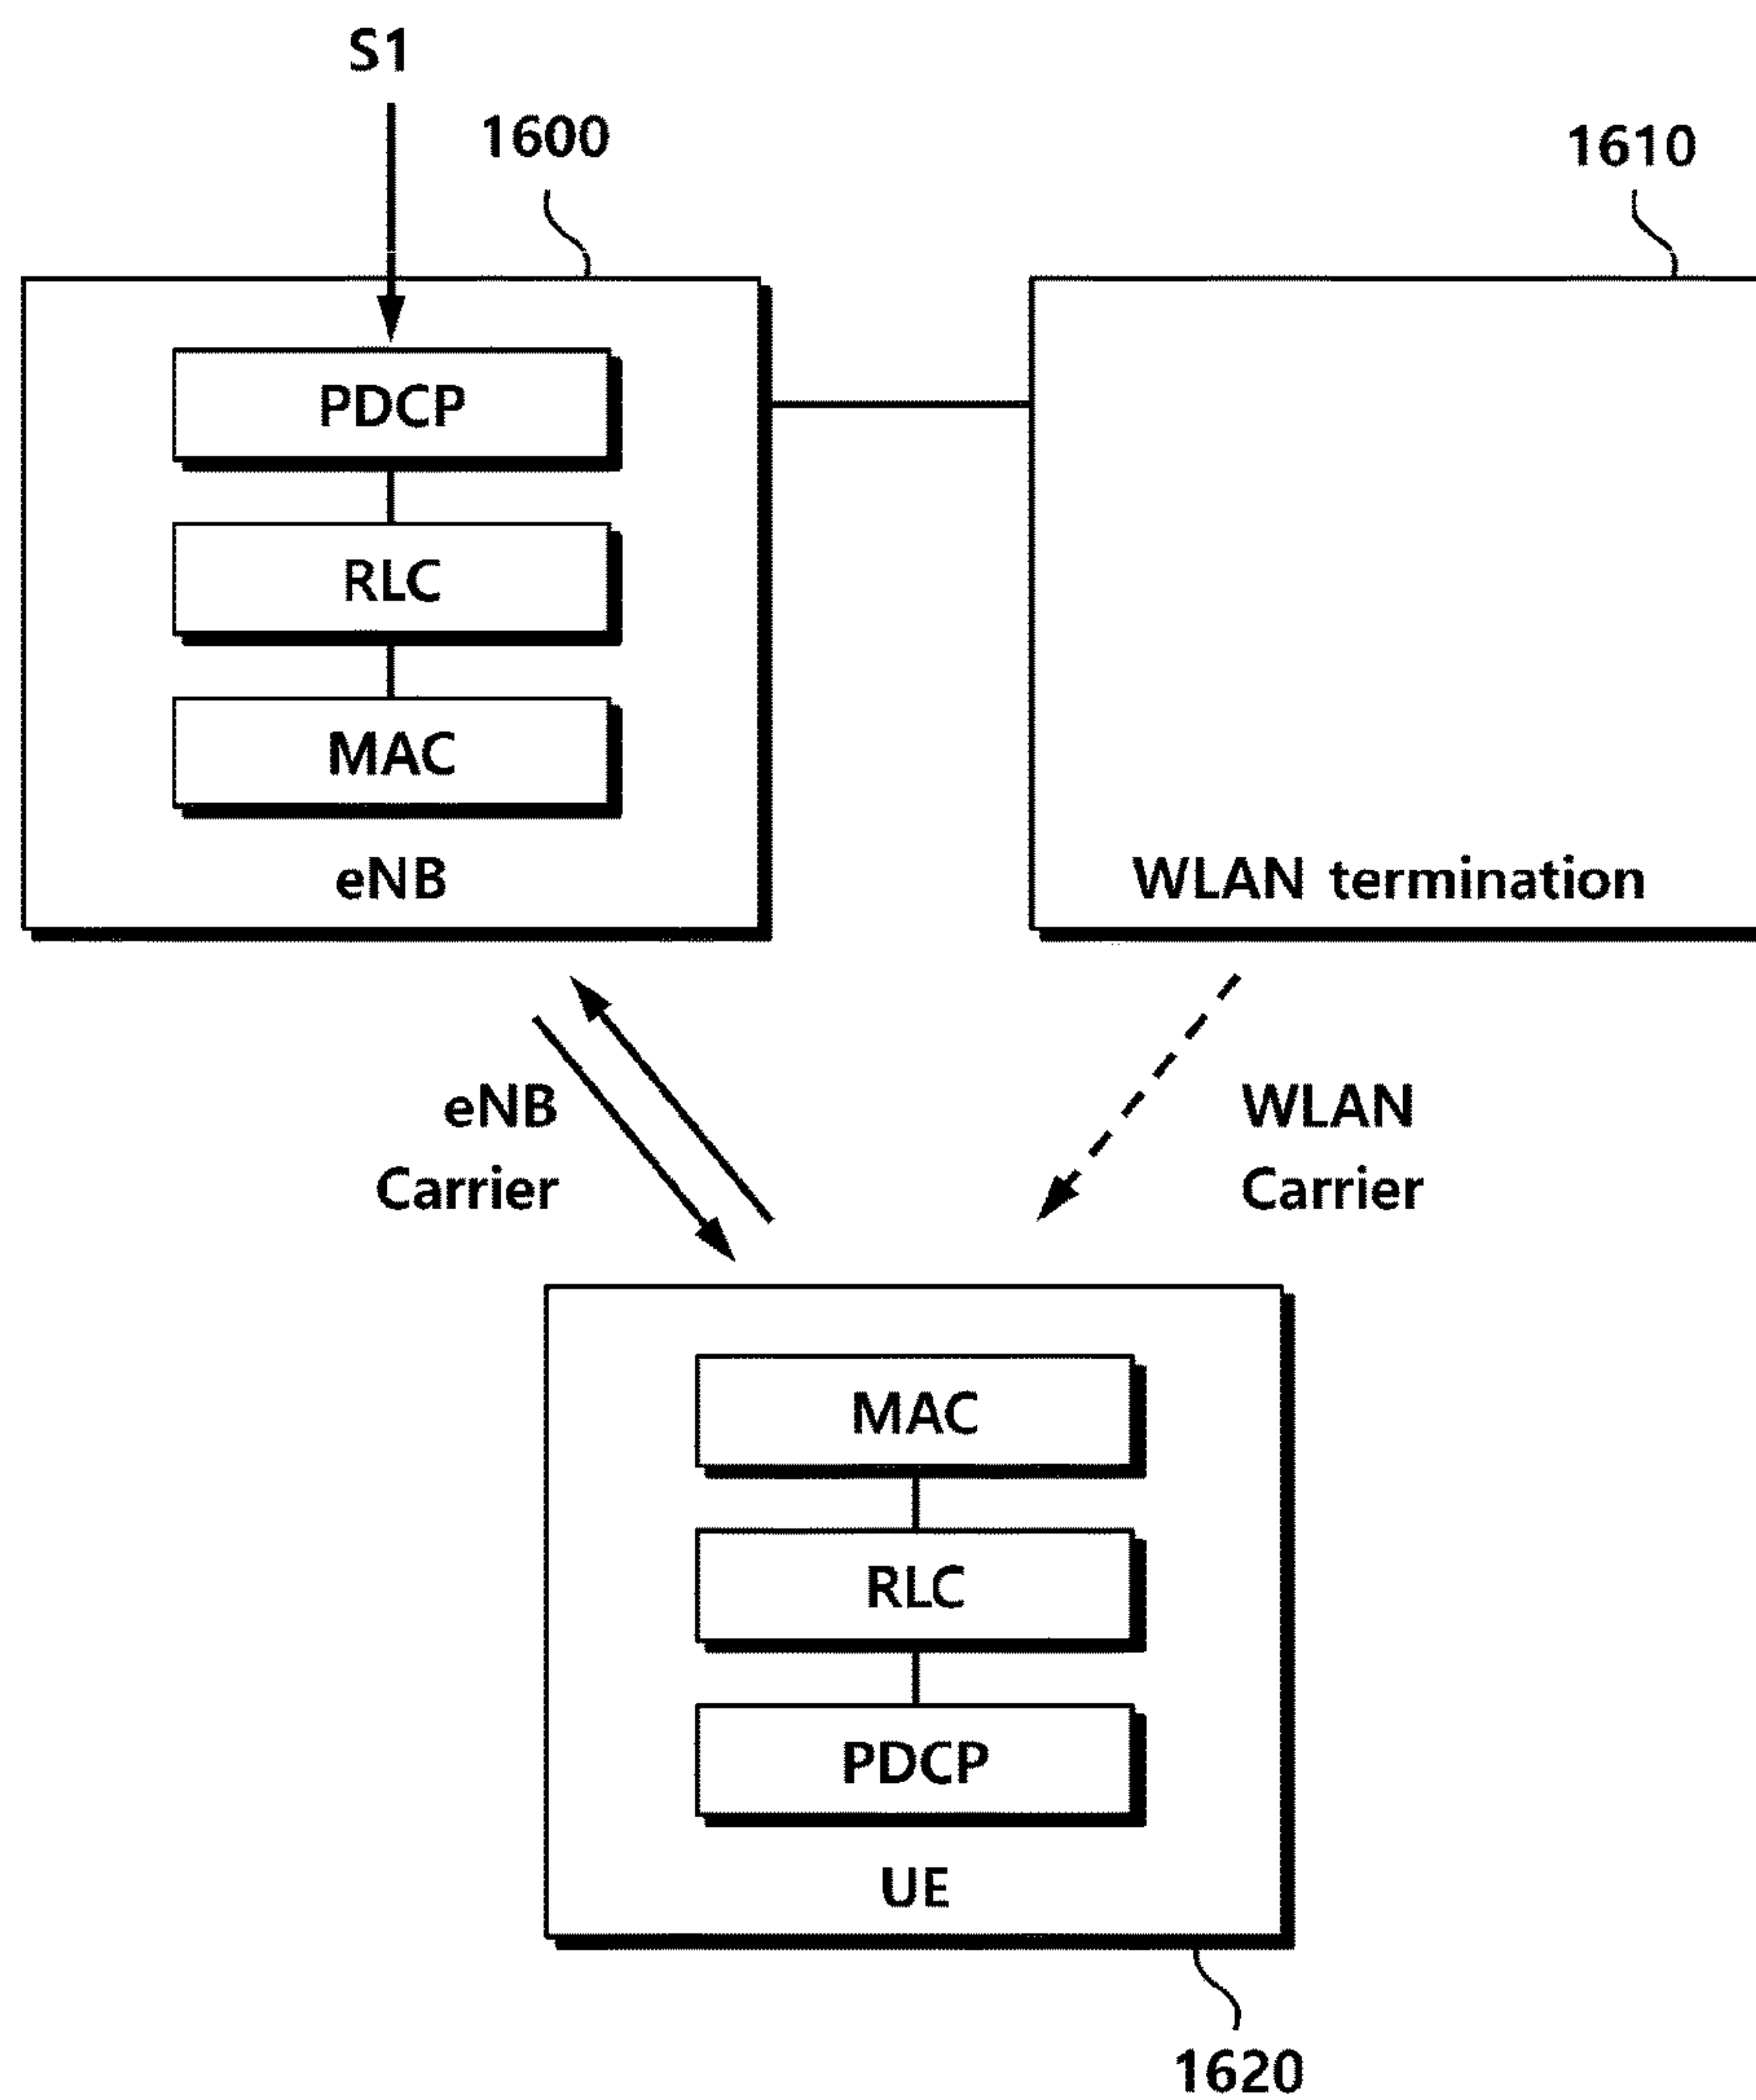 S1
1600
1610
PDCP
RLC
MAC
eNB
WLAN termination
eNB
Carrier
WLAN
Carrier
MAC
RLC
PDCP
UE
1620